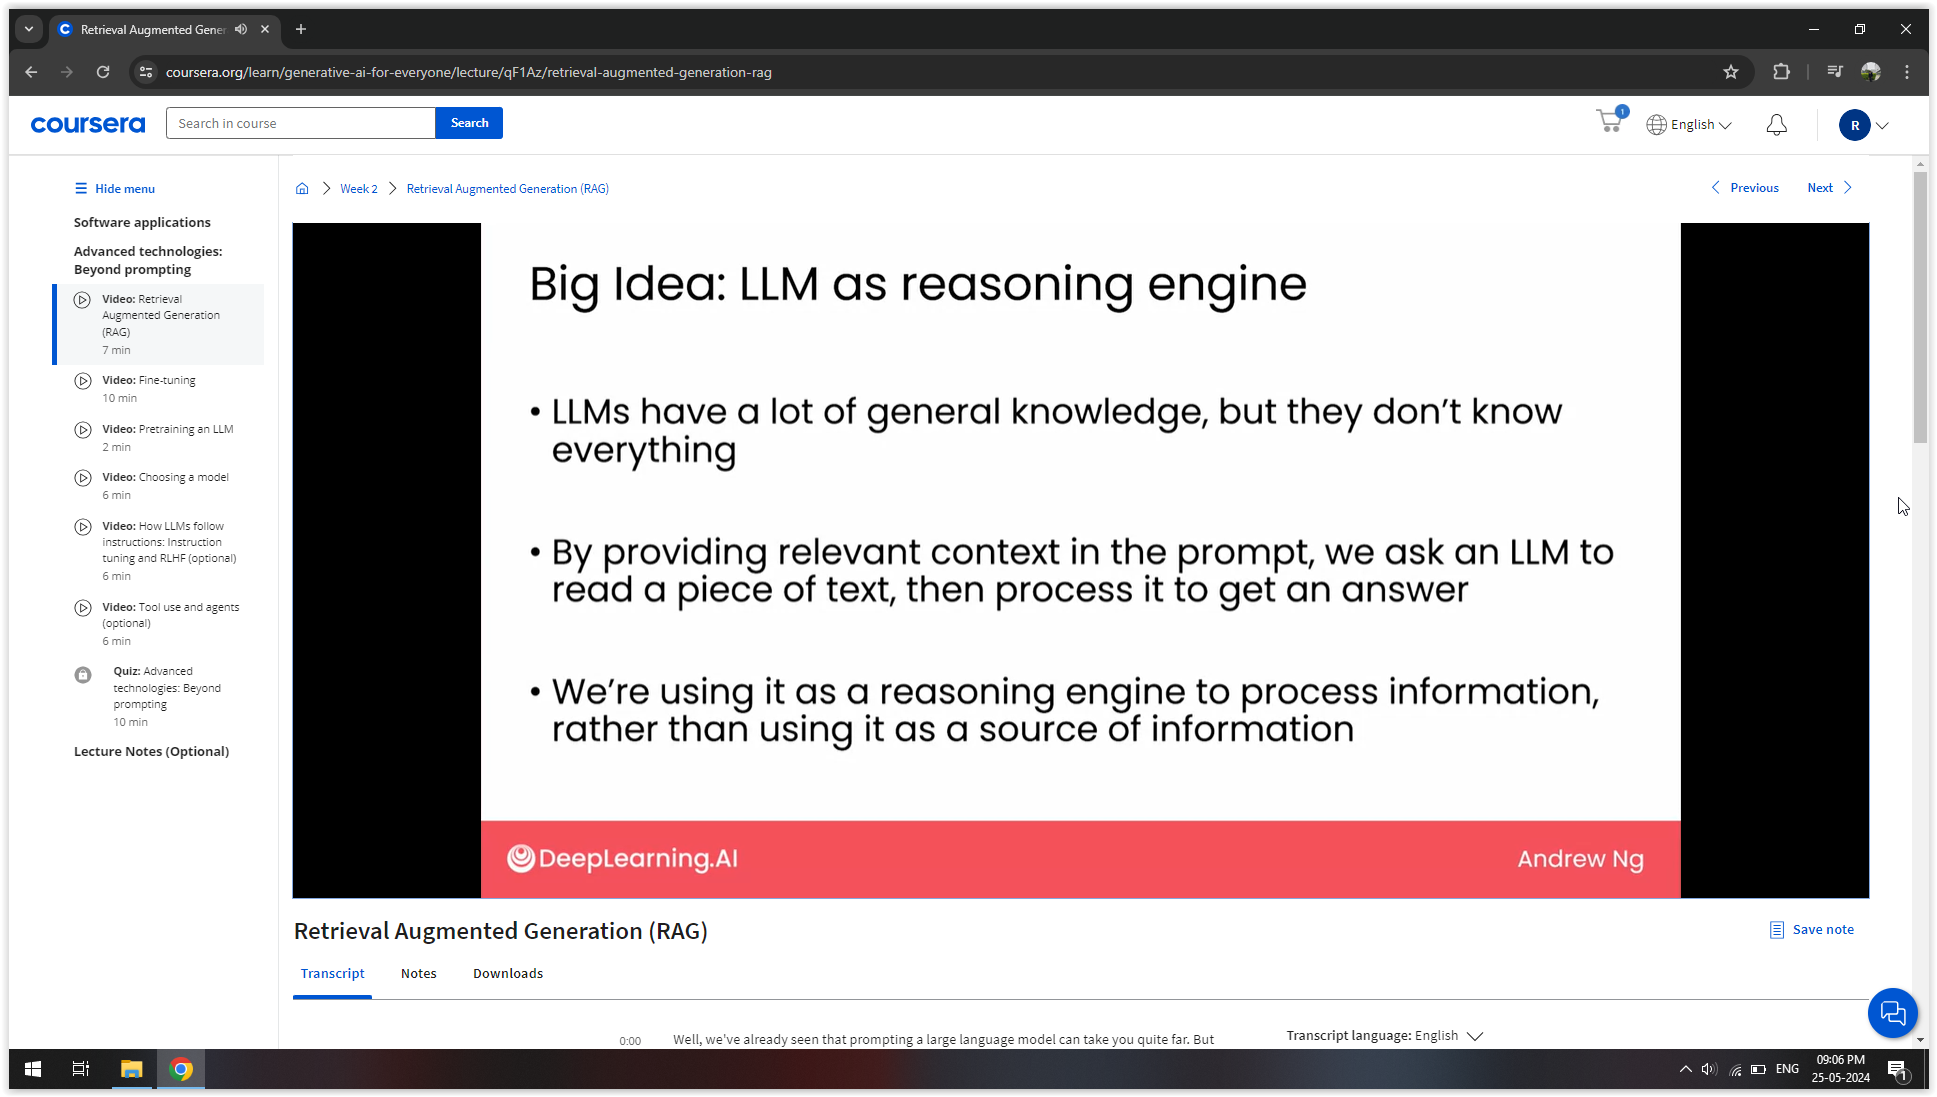 Retrieval Augmented Gener
coursera.org/learn/generative-ai-for-everyone/lecture/qF1Az/retrieval-augmented-generation-rag
coursera
Search in course
Search
1
English
R
Hide menu
Software applications
Advanced technologies:
Beyond prompting
Video: Retrieval
Augmented Generation
(RAG)
7 min
Video: Fine-tuning
10 min
Video: Pretraining an LLM
2 min
Video: Choosing a model
6 min
Video: How LLMs follow
instructions: Instruction
tuning and RLHF (optional)
6 min
Video: Tool use and agents
(optional)
6 min
Quiz: Advanced
technologies: Beyond
prompting
10 min
Lecture Notes (Optional)
Week 2
Retrieval Augmented Generation (RAG)
Previous
Next
Big Idea: LLM as reasoning engine
• LLMs have a lot of general knowledge, but they don’t know
everything
• By providing relevant context in the prompt, we ask an LLM to
read a piece of text, then process it to get an answer
• We’re using it as a reasoning engine to process information,
rather than using it as a source of information
DeepLearning.AI
Andrew Ng
Retrieval Augmented Generation (RAG)
Save note
Transcript
Notes
Downloads
0:00
Well, we've already seen that prompting a large language model can take you quite far. But
Transcript language: English
ENG
09:06 PM
25-05-2024
1